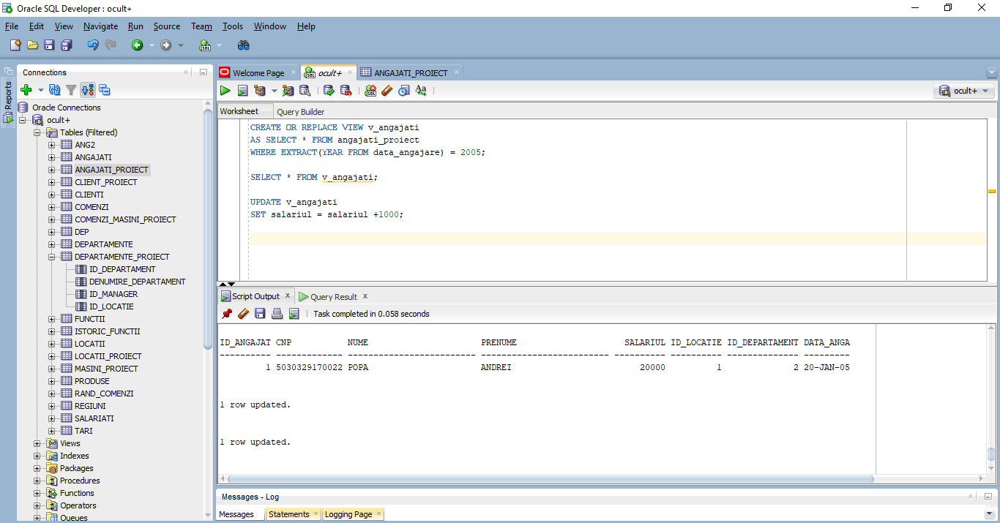 Oracle SQL Developer : ocult+
File Edit View Navigate Run Source Team Tools Window Help
Reports
Connections
Oracle Connections
ocult+
Tables (Filtered)
ANG2
ANGAJATI
ANGAJATI_PROIECT
CLIENT_PROIECT
CLIENTI
COMENZI
COMENZI_MASINI_PROIECT
DEP
DEPARTAMENTE
DEPARTAMENTE_PROIECT
ID_DEPARTAMENT
DENUMIRE_DEPARTAMENT
ID_MANAGER
ID_LOCATIE
FUNCTII
ISTORIC_FUNCTII
LOCATII
LOCATII_PROIECT
MASINI_PROIECT
PRODUSE
RAND_COMENZI
REGIUNI
SALARIATI
TARI
Views
Indexes
Packages
Procedures
Functions
Operators
Queues
Welcome Page ocult+ ANGAJATI_PROIECT
ocult+
Worksheet Query Builder
CREATE OR REPLACE VIEW v_angajati
AS SELECT * FROM angajati_proiect
WHERE EXTRACT(YEAR FROM data_angajare) = 2005;
SELECT * FROM v_angajati;
UPDATE v_angajati
SET salariul = salariul +1000;
Script Output Query Result
Task completed in 0.058 seconds
ID_ANGAJAT CNP NUME PRENUME SALARIUL ID_LOCATIE ID_DEPARTAMENT DATA_ANGA
---------- ------------- ------------------------- ------------------------- ---------- ---------- -------------- ---------
1 5030329170022 POPA ANDREI 20000 1 2 20-JAN-05
1 row updated.
1 row updated.
Messages - Log
Messages Statements Logging Page